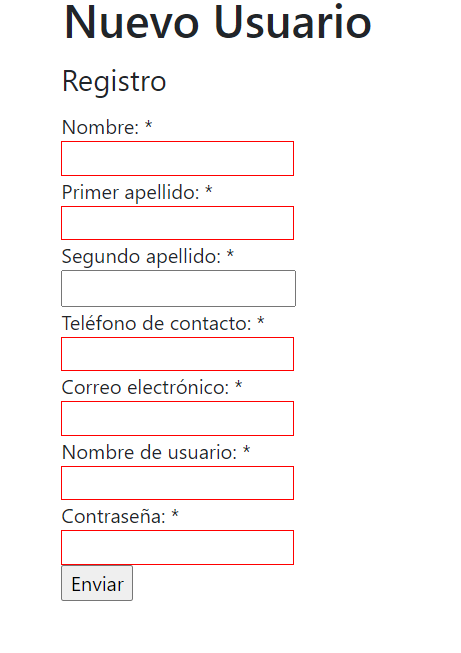 Nuevo Usuario
Registro
Nombre: *
Primer apellido: *
Segundo apellido: *
Teléfono de contacto: *
Correo electrónico: *
Nombre de usuario: *
Contraseña: *
Enviar